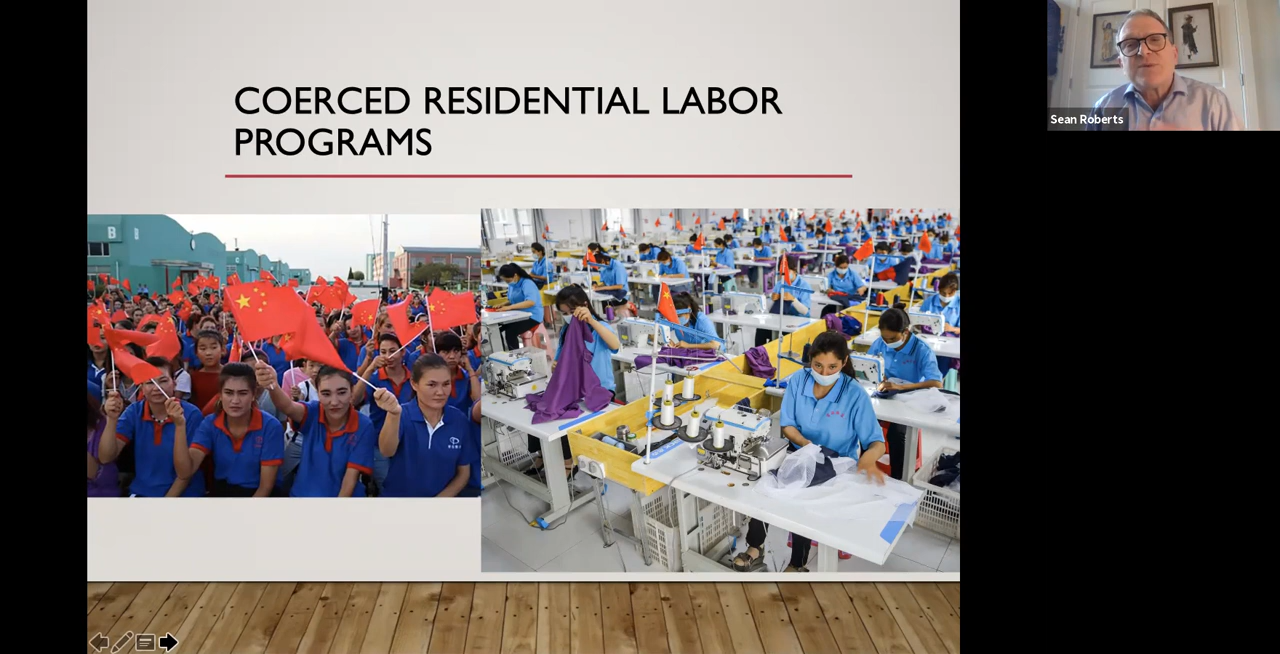 COERCED RESIDENTIAL LABOR
PROGRAMS
Sean Roberts
B
B
C